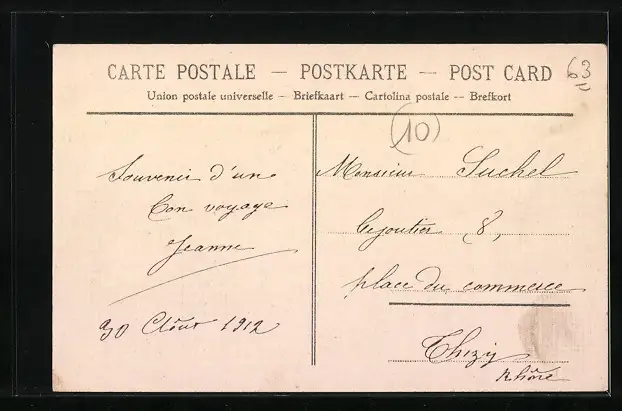 CARTE POSTALE — POSTKARTE — POST CARD
Union postale universelle — Briefkaart — Cartolina postale — Brefkort
63
(10)
Souvenir d'un
bon voyage
Jeanne
30 Août 1912
Monsieur Suchel
bijoutier, 8,
place du commerce
Thizy
Rhône